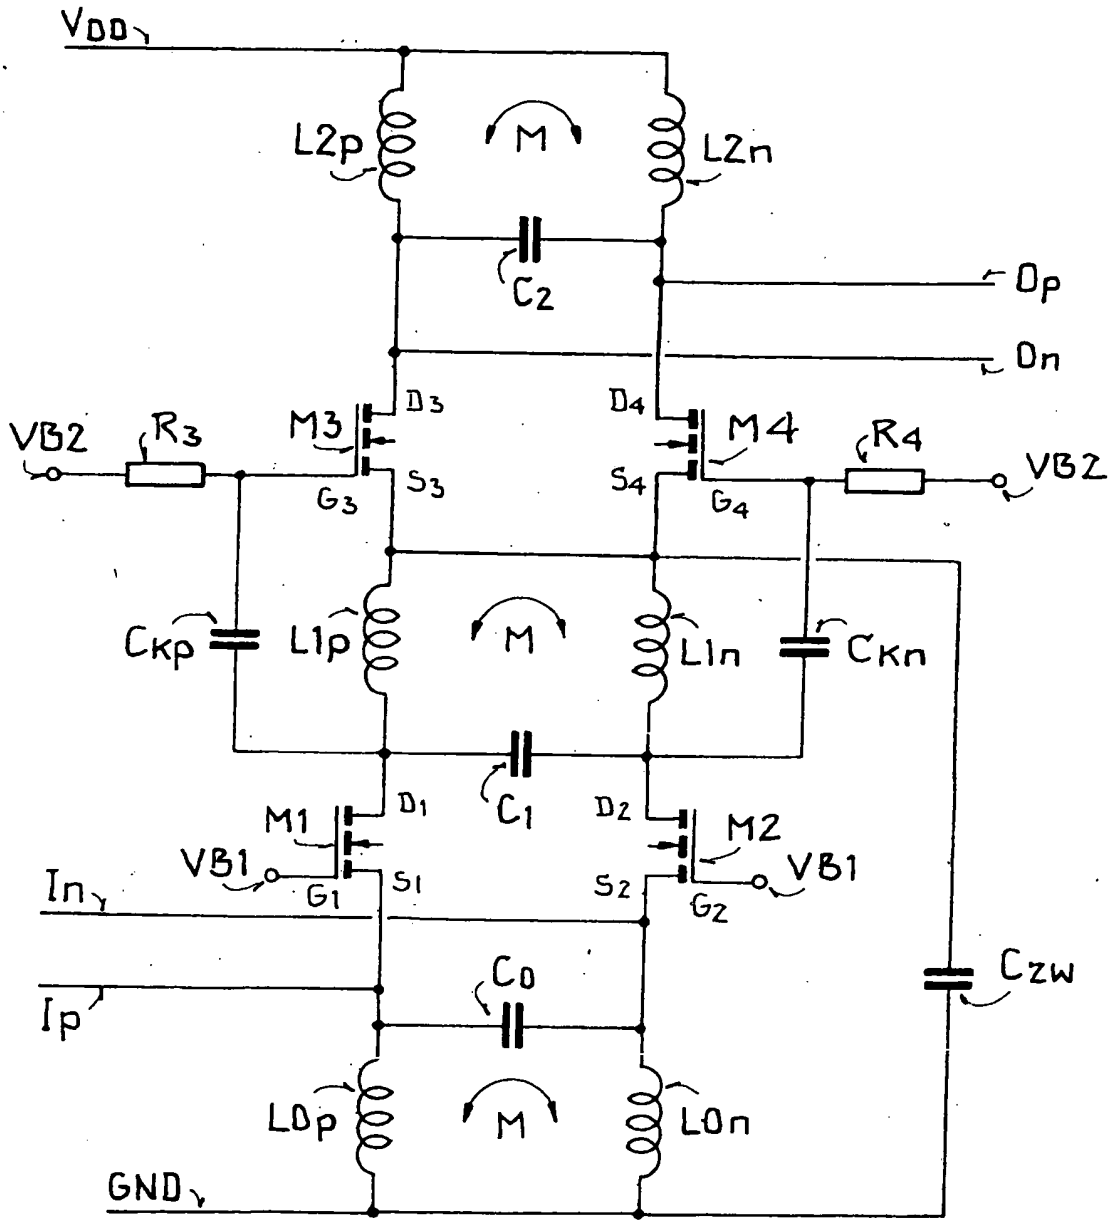 VDD
L2p
M
L2n
C2
Op
On
D3
D4
VB2
R3
M3
M4
R4
VB2
G3
S3
S4
G4
CKp
L1p
M
L1n
CKn
C1
M1
D1
D2
M2
VB1
VB1
In
G1
S1
S2
G2
C0
CZW
Ip
L0p
M
L0n
GND